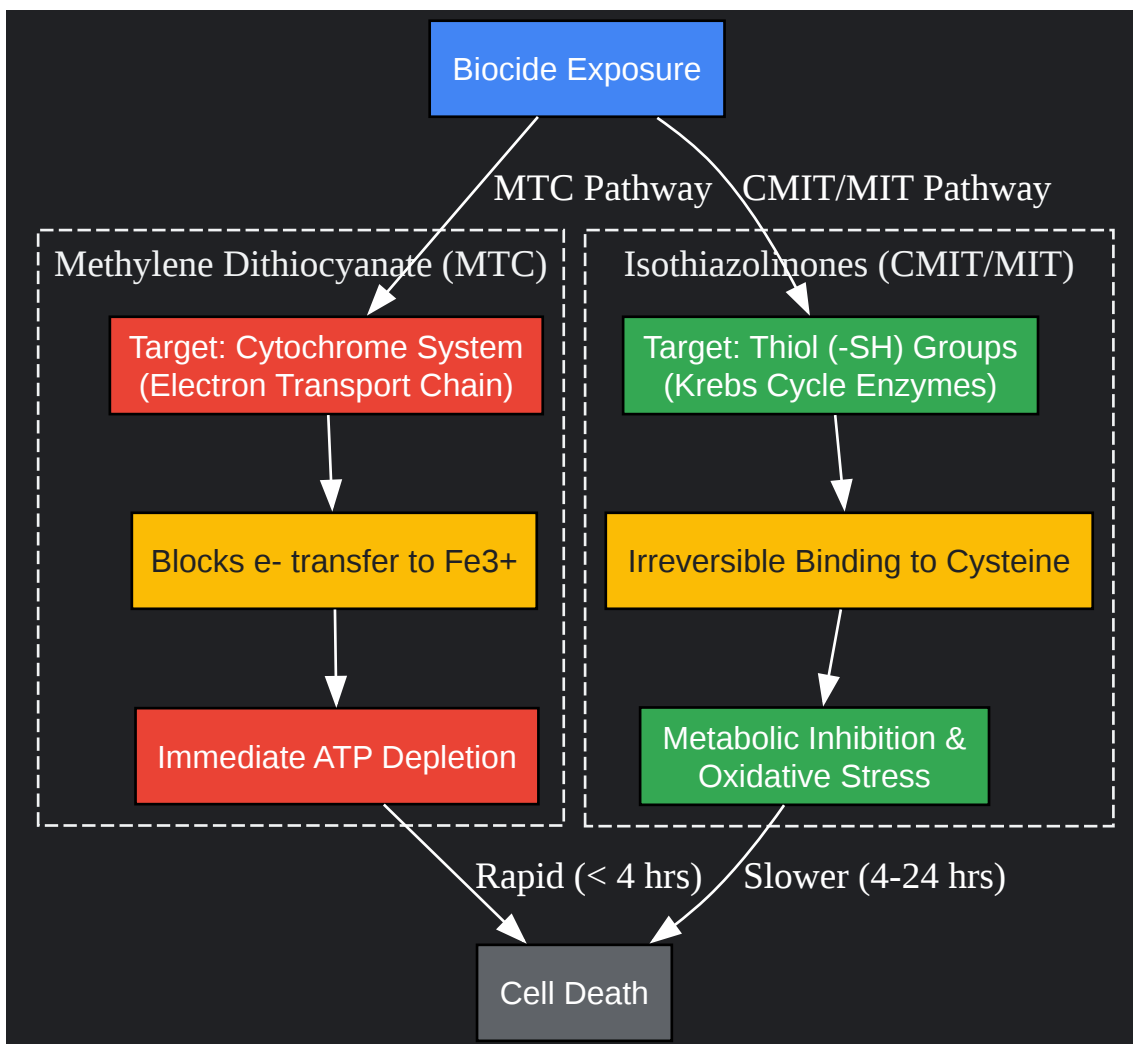 Biocide Exposure
MTC Pathway
CMIT/MIT Pathway
Methylene Dithiocyanate (MTC)
Isothiazolinones (CMIT/MIT)
Target: Cytochrome System
(Electron Transport Chain)
Target: Thiol (-SH) Groups
(Krebs Cycle Enzymes)
Blocks e- transfer to Fe3+
Irreversible Binding to Cysteine
Immediate ATP Depletion
Metabolic Inhibition &
Oxidative Stress
Rapid (< 4 hrs)
Slower (4-24 hrs)
Cell Death